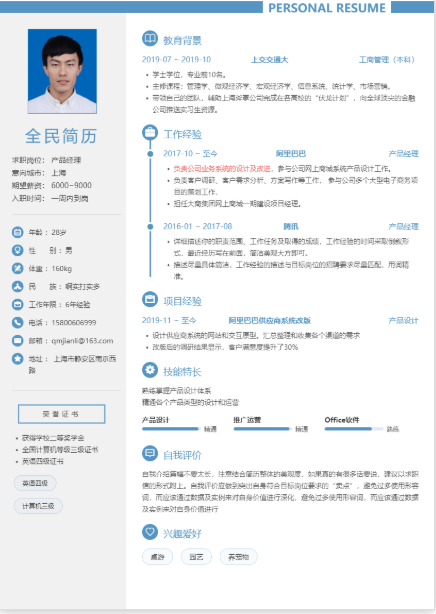 PERSONAL RESUME
全民简历
求职岗位： 产品经理
意向城市： 上海
期望薪资： 6000~9000
入职时间： 一周内到岗
年龄： 28岁
性 别： 男
体重： 160kg
民 族：
工作年限： 6年经验
电话： 15800606999
邮箱： qmjianli@163.com
地址： 上海市静安区南京西
路
荣誉证书
获得学校二等奖学金
全国计算机等级三级证书
英语四级证书
英语四级
计算机三级
教育背景
2019-07 ~ 2019-10 上交交通大 工商管理（本科）
学士学位，专业前10名。
主修课程：管理学、微观经济学、宏观经济学、信息系统、统计学、市场营销。
带领自己的团队，辅助上海 公司完成在各高校的“伏龙计划”，向全球顶尖的金融
公司推送实习生资源。
工作经验
2017-10 ~ 至今 阿里巴巴 产品经理
负责公司业务系统的设计及改进，参与公司网上商城系统产品设计工作。
负责客户调研、客户需求分析、方案写作等工作， 参与公司多个大型电子商务项
目的策划工作。
担任大商集团网上商城一期建设项目经理。
2016-01 ~ 2017-08 腾讯 产品经理
详细描述你的职责范围、工作任务及取得的成绩，工作经验的时间采取倒叙形
式，最近经历写在前面，简洁美观大方即可。
描述尽量具体简洁，工作经验的描述与目标岗位的招聘要求尽量匹配，用词精
准。
项目经验
2019-11 ~ 至今 阿里巴巴供应商系统改版 产品设计
设计供应商系统的网站和交互原型。汇总整理和收集各个渠道的需求
改版后的调研结果显示，客户满意度提升了30%
技能特长
熟练掌握产品设计体系
精通各个产品类型的设计和运营
产品设计 推广运营 Office软件
精通 精通 熟练
自我评价
自我介绍篇幅不要太长，注意结合简历整体的美观度，如果真的有很多话要说，建议以求职
信的形式附上。自我评价应做到突出自身符合目标岗位要求的“卖点”，避免过多使用形容
词，而应该通过数据及实例来对自身价值进行深化，避免过多使用形容词，而应该通过数据
及实例来对自身价值进行
兴趣爱好
桌游 园艺 养宠物